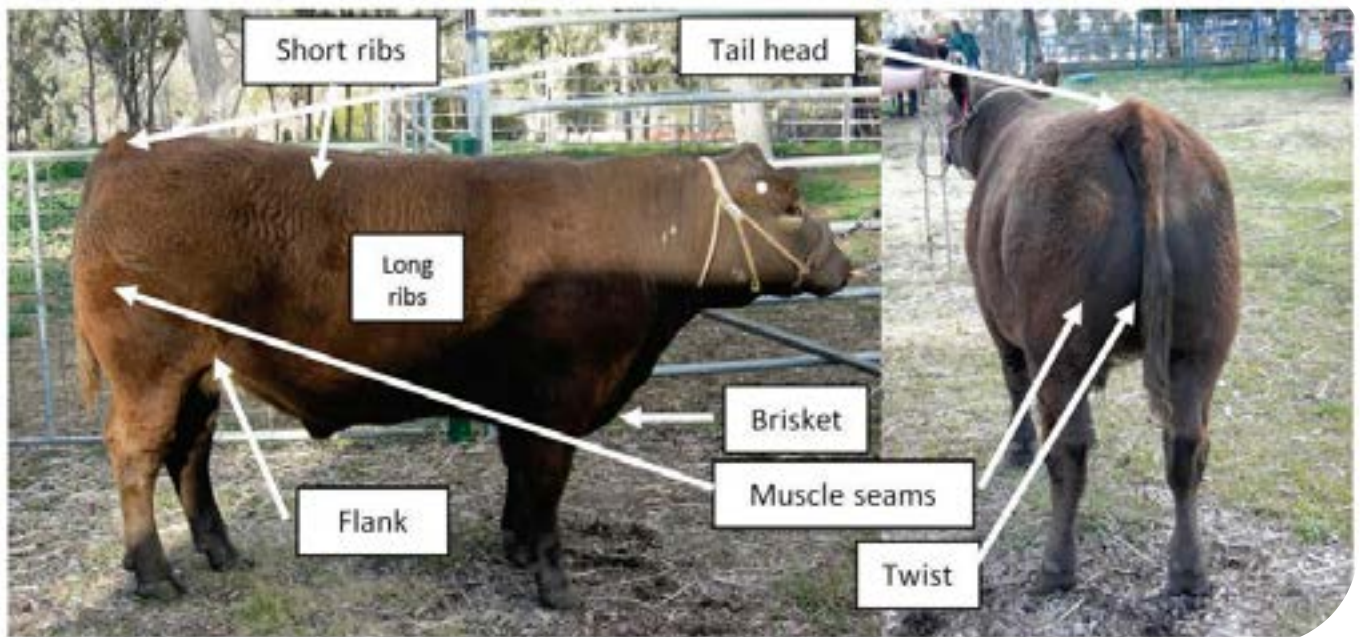 Short ribs
Tail head
Long
ribs
Brisket
Muscle seams
Flank
Twist